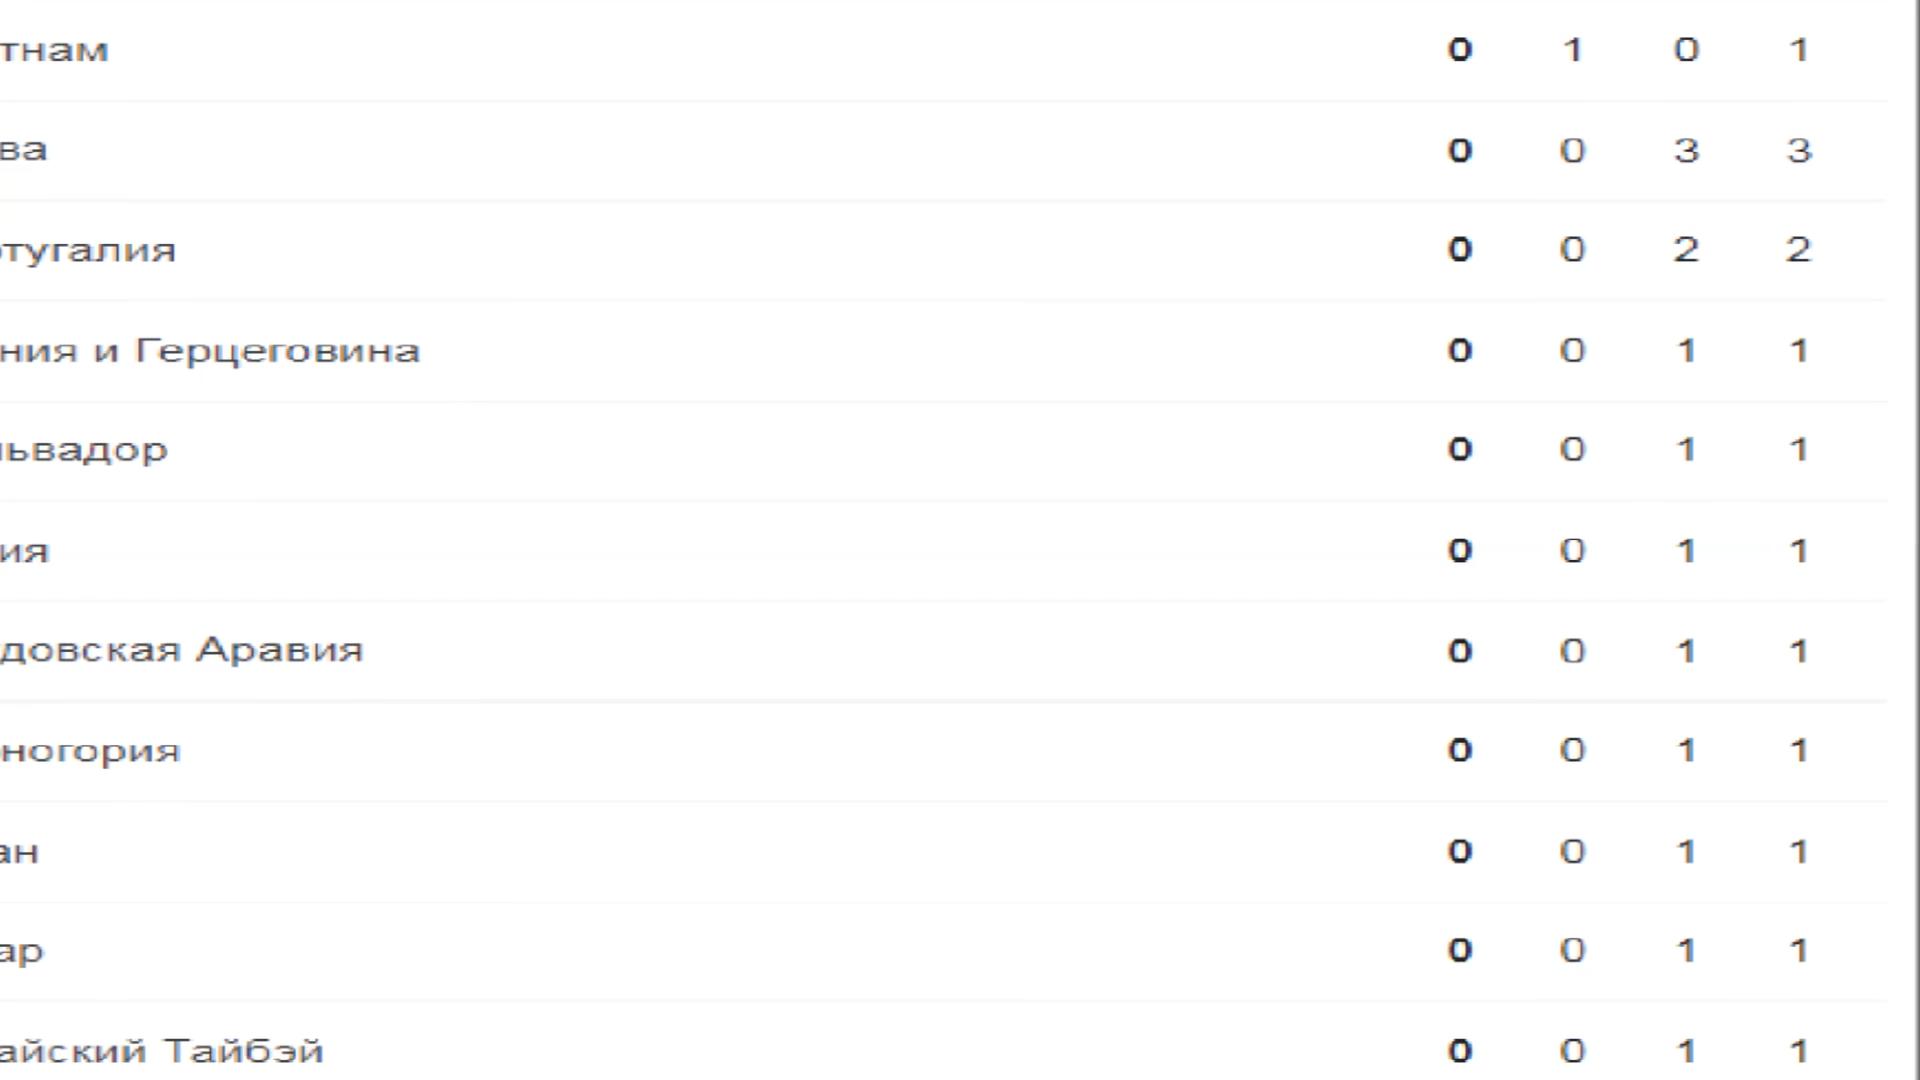 тнам 0 1 0 1
ва 0 0 3 3
ртугалия 0 0 2 2
ния и Герцеговина 0 0 1 1
львадор 0 0 1 1
ия 0 0 1 1
довская Аравия 0 0 1 1
ногория 0 0 1 1
ан 0 0 1 1
ар 0 0 1 1
айский Тайбэй 0 0 1 1